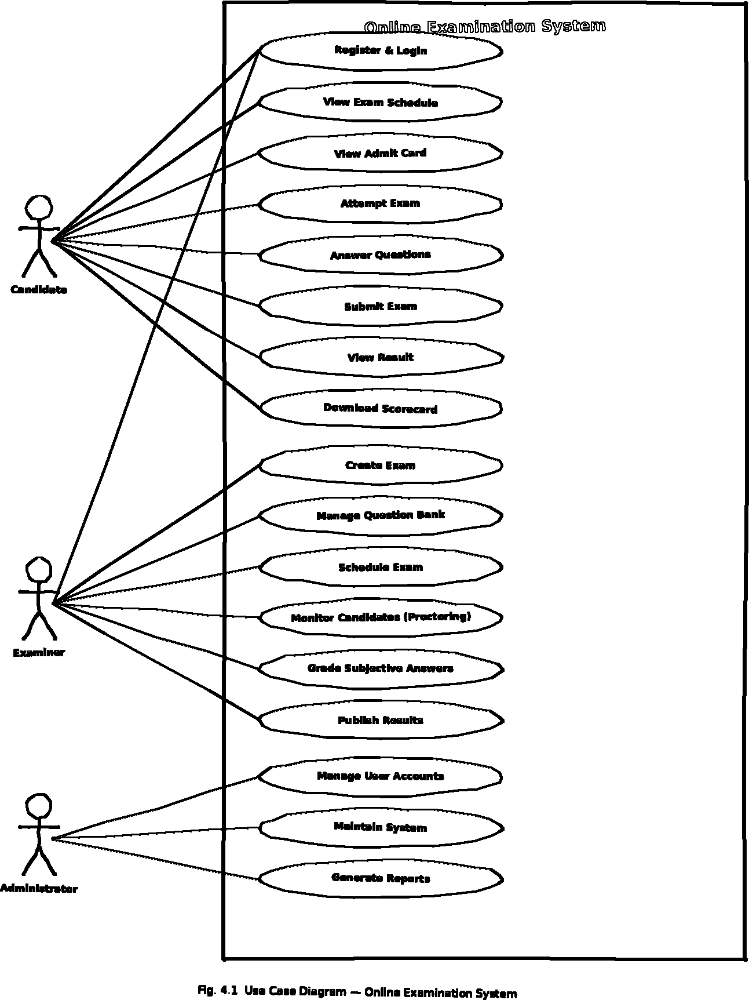 Online Examination System
Register & Login
View Exam Schedule
View Admit Card
Attempt Exam
Answer Questions
Candidate
Submit Exam
View Result
Download Scorecard
Create Exam
Manage Question Bank
Schedule Exam
Monitor Candidates (Proctoring)
Examiner
Grade Subjective Answers
Publish Results
Manage User Accounts
Maintain System
Generate Reports
Administrator
Fig. 4.1 Use Case Diagram — Online Examination System